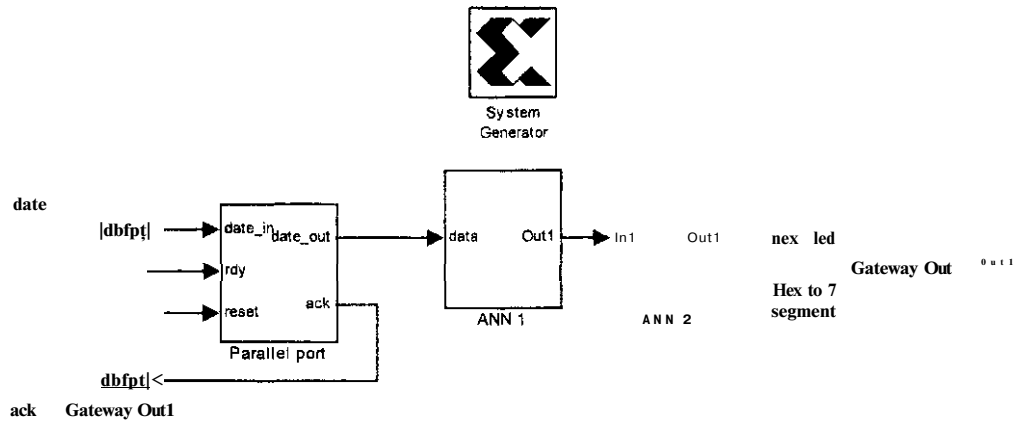 System
Generator
date
|dbfpt|
date_in
date_out
rdy
reset
ack
Parallel port
data
Out1
ANN 1
In1
Out1
ANN 2
nex led
Hex to 7
segment
Gateway Out
Out1
dbfpt|<
ack Gateway Out1